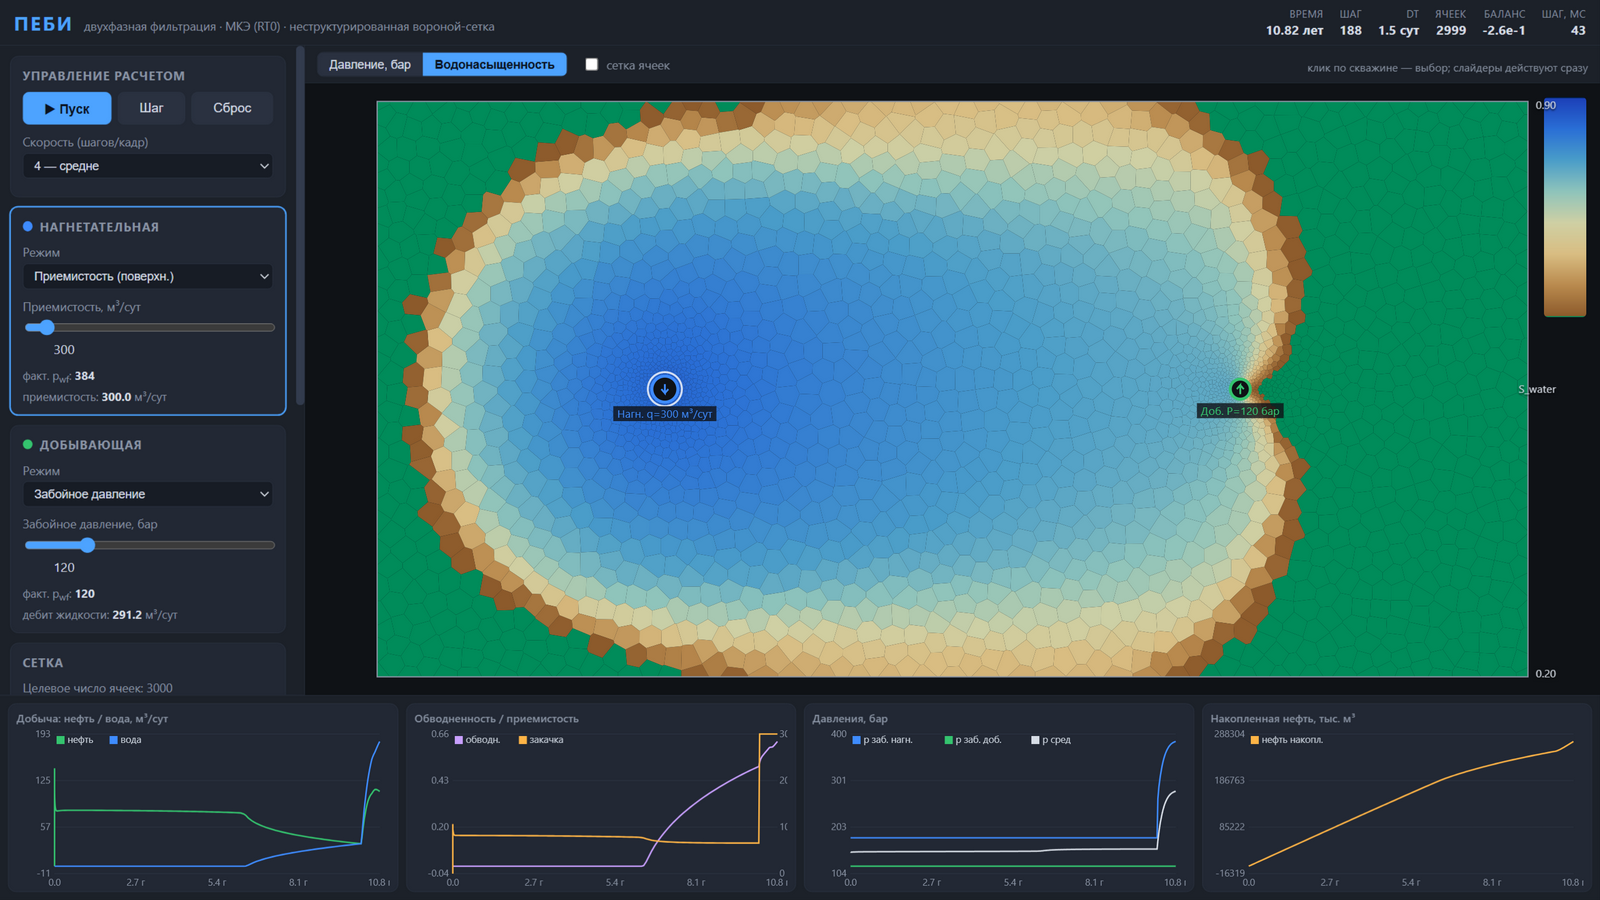 ПЕБИ
двухфазная фильтрация · МКЭ (RT0) · неструктурированная вороной-сетка
ВРЕМЯ ШАГ DT ЯЧЕЕК БАЛАНС ШАГ, МС
10.82 лет 188 1.5 сут 2999 -2.6e-1 43
УПРАВЛЕНИЕ РАСЧЕТОМ
▶ Пуск Шаг Сброс
Скорость (шагов/кадр)
4 — средне
НАГНЕТАТЕЛЬНАЯ
Режим
Приемистость (поверхн.)
Приемистость, м³/сут
300
факт. pwf: 384
приемистость: 300.0 м³/сут
ДОБЫВАЮЩАЯ
Режим
Забойное давление
Забойное давление, бар
120
факт. pwf: 120
дебит жидкости: 291.2 м³/сут
СЕТКА
Целевое число ячеек: 3000
Давление, бар Водонасыщенность сетка ячеек
клик по скважине — выбор; слайдеры действуют сразу
Нагн. q=300 м³/сут
Доб. P=120 бар
0.90
S_water
0.20
Добыча: нефть / вода, м³/сут
193
нефть вода
125
57
-11
0.0 2.7 г 5.4 г 8.1 г 10.8 г
Обводненность / приемистость
0.66
обводн. закачка
30
0.43
20
0.20
10
-0.04
0
0.0 2.7 г 5.4 г 8.1 г 10.8 г
Давления, бар
400
p заб. нагн. p заб. доб. p сред
301
203
104
0.0 2.7 г 5.4 г 8.1 г 10.8 г
Накопленная нефть, тыс. м³
288304
нефть накопл.
186763
85222
-16319
0.0 2.7 г 5.4 г 8.1 г 10.8 г